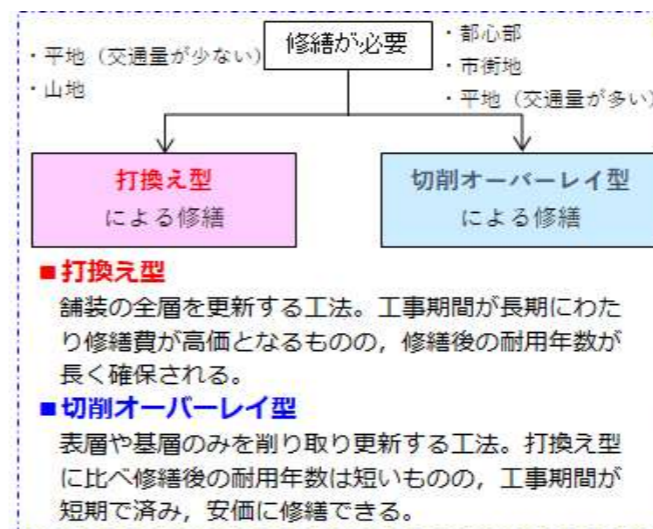 修繕が必要
・平地（交通量が少ない）
・山地
・都心部
・市街地
・平地（交通量が多い）
打換え型
による修繕
切削オーバーレイ型
による修繕
■打換え型
舗装の全層を更新する工法。工事期間が長期にわた
り修繕費が高価となるものの，修繕後の耐用年数が
長く確保される。
■切削オーバーレイ型
表層や基層のみを削り取り更新する工法。打換え型
に比べ修繕後の耐用年数は短いものの，工事期間が
短期で済み，安価に修繕できる。